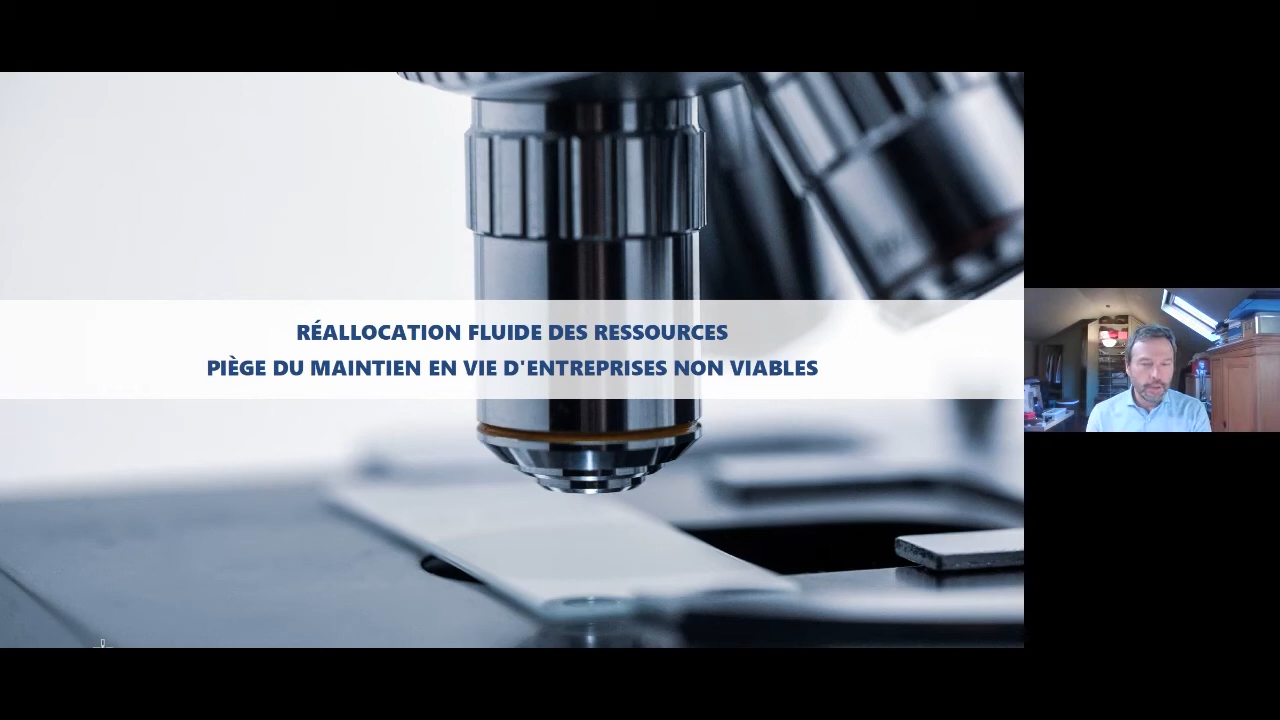 RÉALLOCATION FLUIDE DES RESSOURCES
PIÈGE DU MAINTIEN EN VIE D'ENTREPRISES NON VIABLES